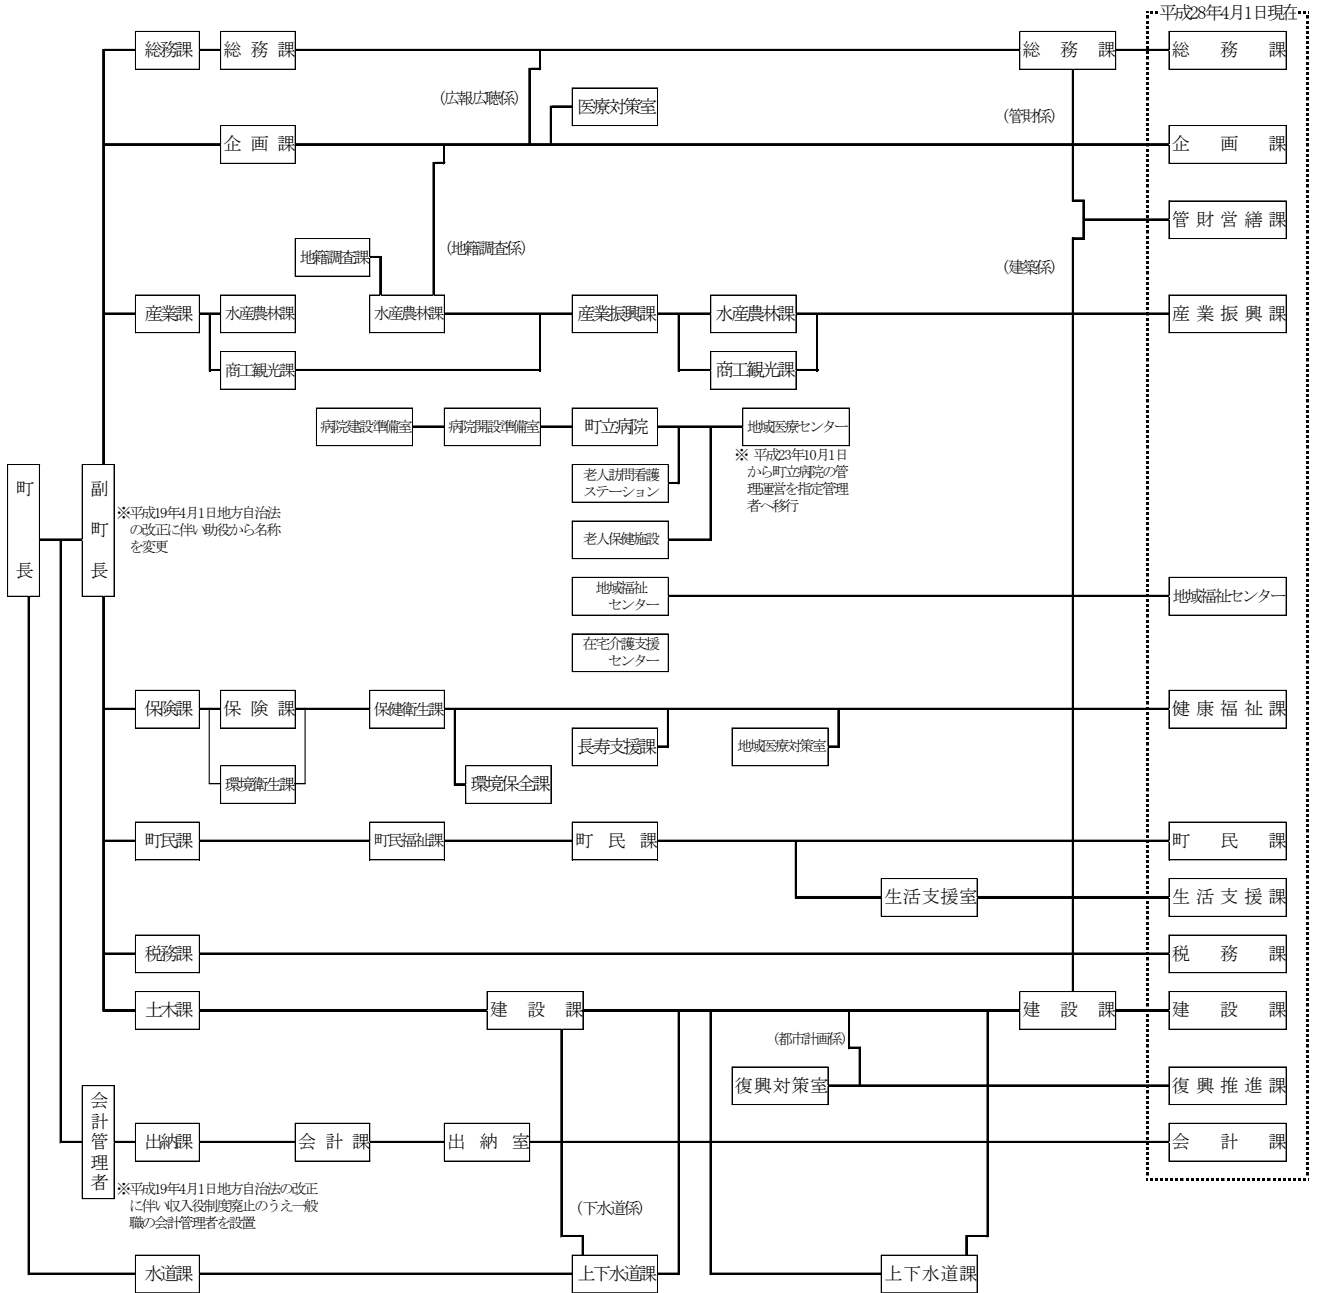 平成28年4月1日現在
総務課
総務課
総務課
総務課
(広報広聴係)
医療対策室
(管財係)
企画課
企画課
管財営繕課
地籍調査課
(地籍調査係)
(建築係)
産業課
水産農林課
水産農林課
産業振興課
水産農林課
産業振興課
商工観光課
商工観光課
病院建設準備室
病院開設準備室
町立病院
地域医療センター
※ 平成23年10月1日
から町立病院の管
理運営を指定管理
者へ移行
老人訪問看護
ステーション
町長
副町長
※平成19年4月1日地方自治法
の改正に伴い助役から名称
を変更
老人保健施設
地域福祉
センター
地域福祉センター
在宅介護支援
センター
保険課
保険課
保健衛生課
健康福祉課
長寿支援課
地域医療対策室
環境衛生課
環境保全課
町民課
町民福祉課
町民課
町民課
生活支援室
生活支援課
税務課
税務課
土木課
建設課
建設課
建設課
(都市計画係)
復興対策室
復興推進課
会計管理者
出納課
会計課
出納室
会計課
※平成19年4月1日地方自治法の改正
に伴い収入役制度廃止のうえ一般
職の会計管理者を設置
(下水道係)
水道課
上下水道課
上下水道課